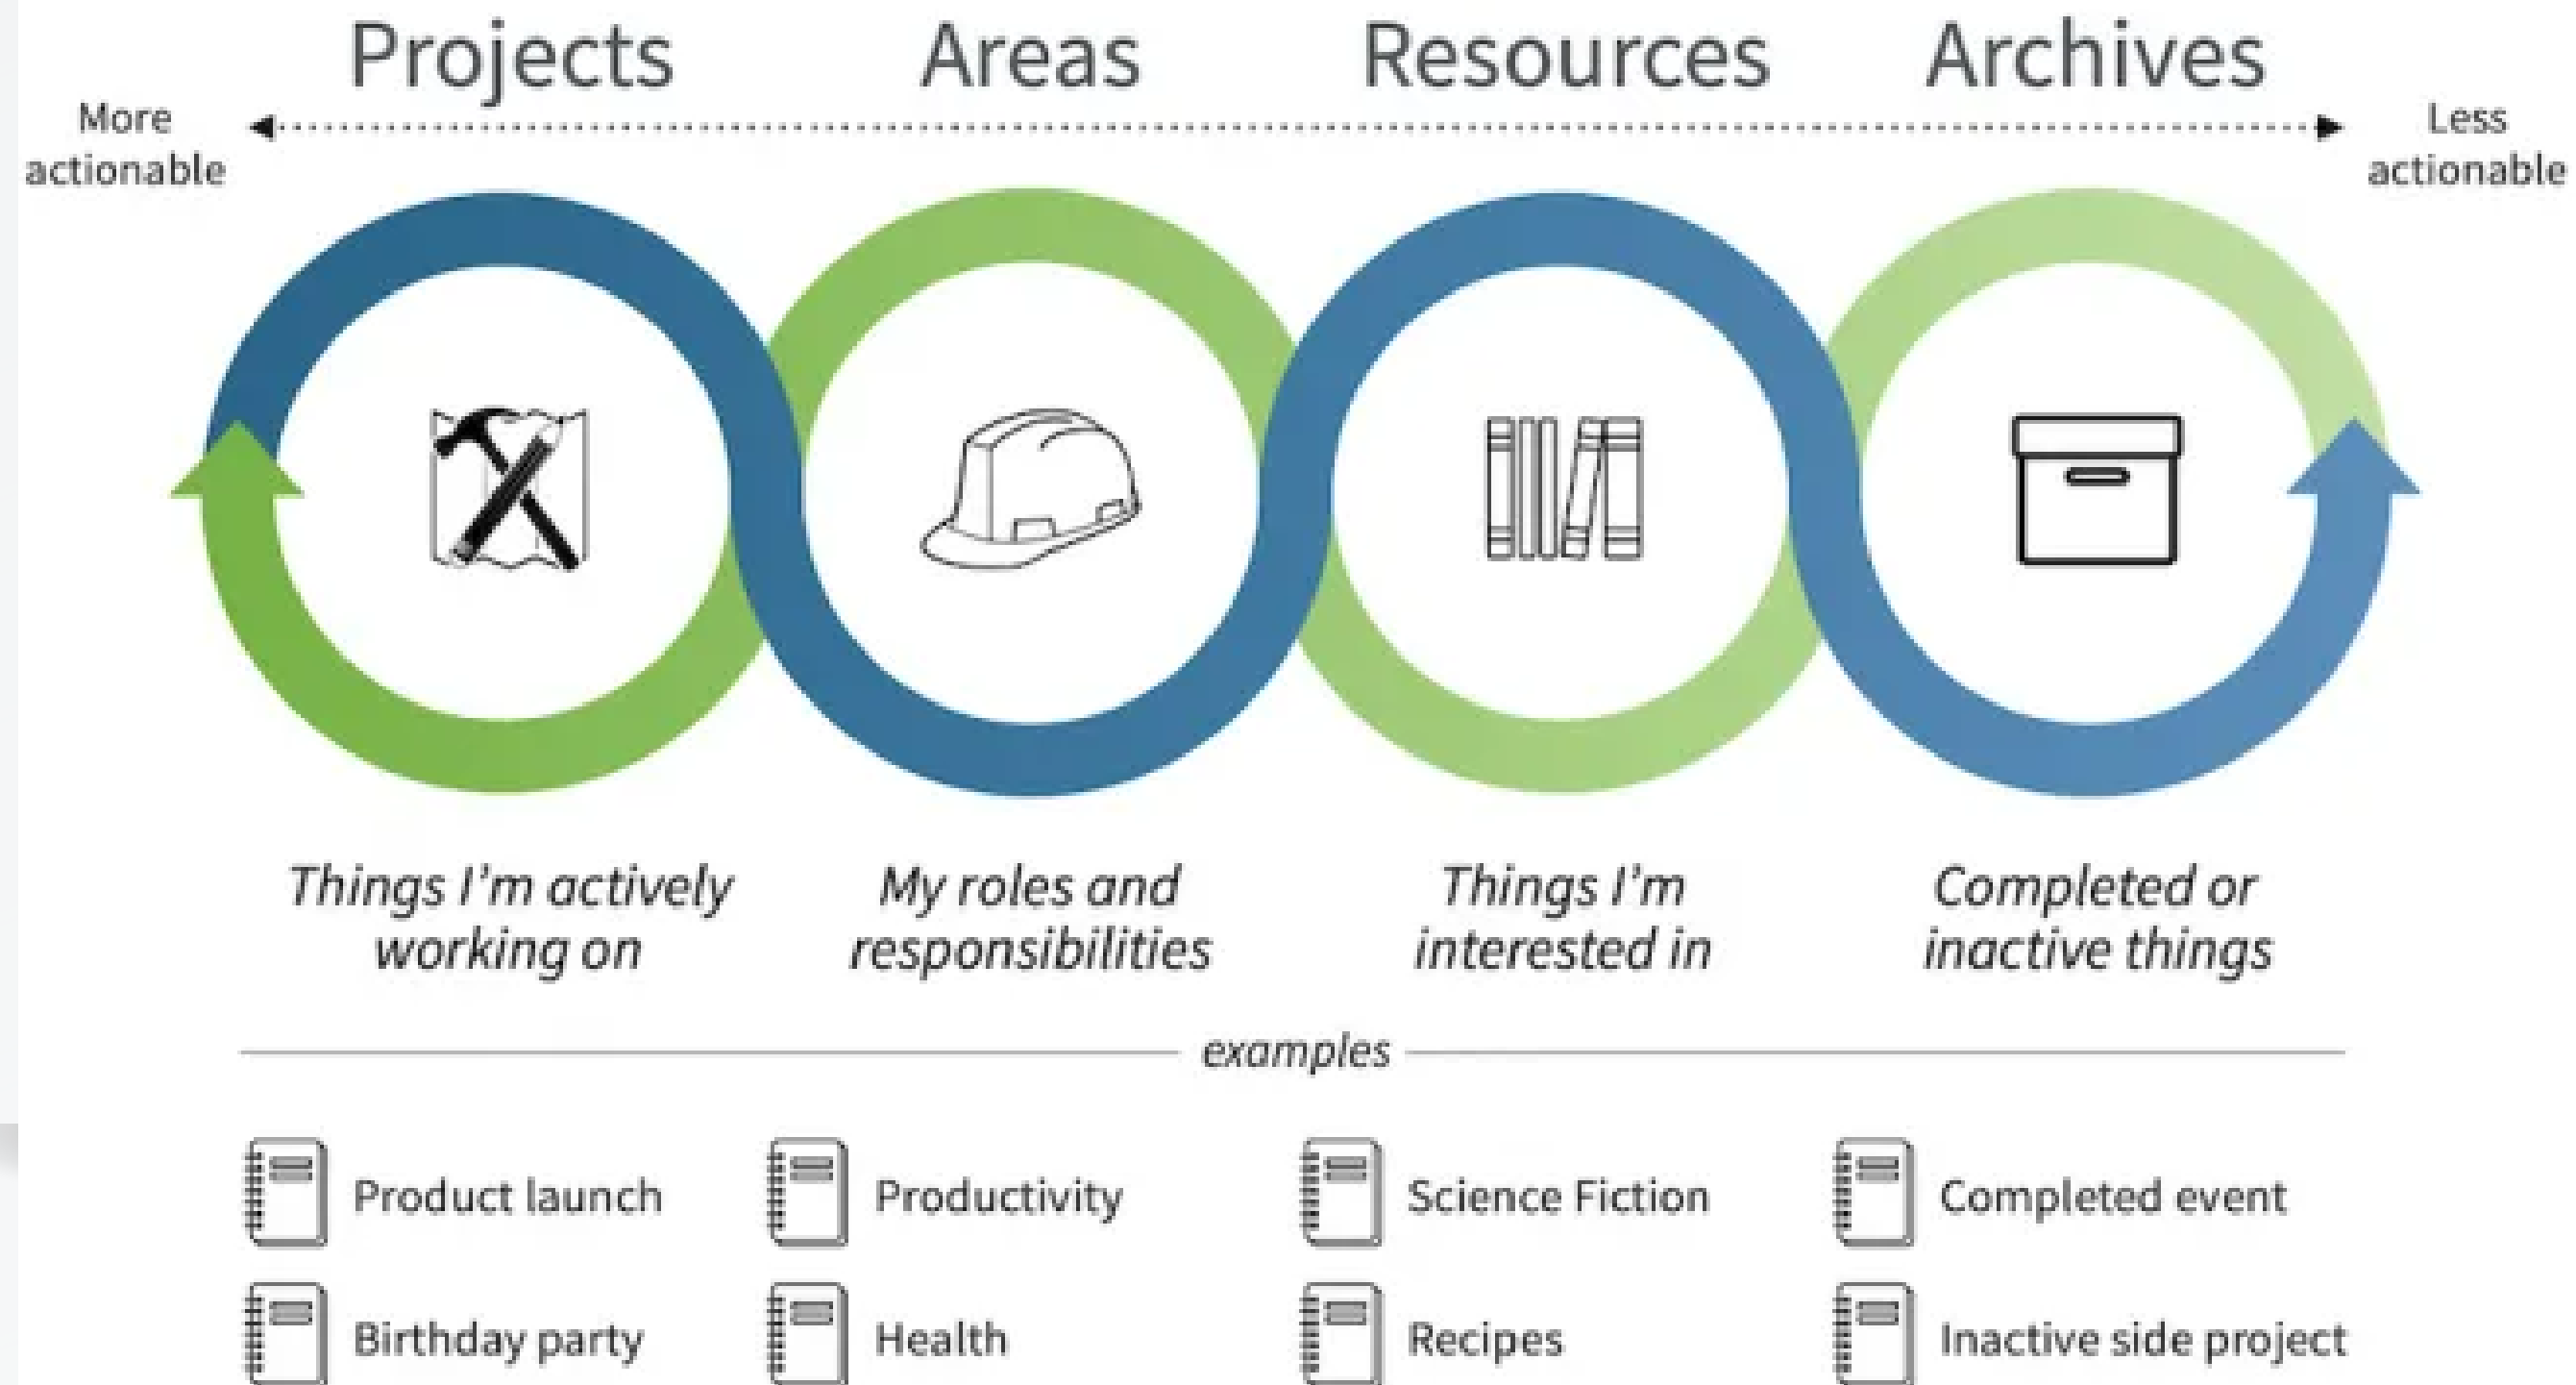 Projects
Areas
Resources
Archives
More
actionable
Less
actionable
Things I'm actively
working on
My roles and
responsibilities
Things I'm
interested in
Completed or
inactive things
examples
Product launch
Productivity
Science Fiction
Completed event
Birthday party
Health
Recipes
Inactive side project